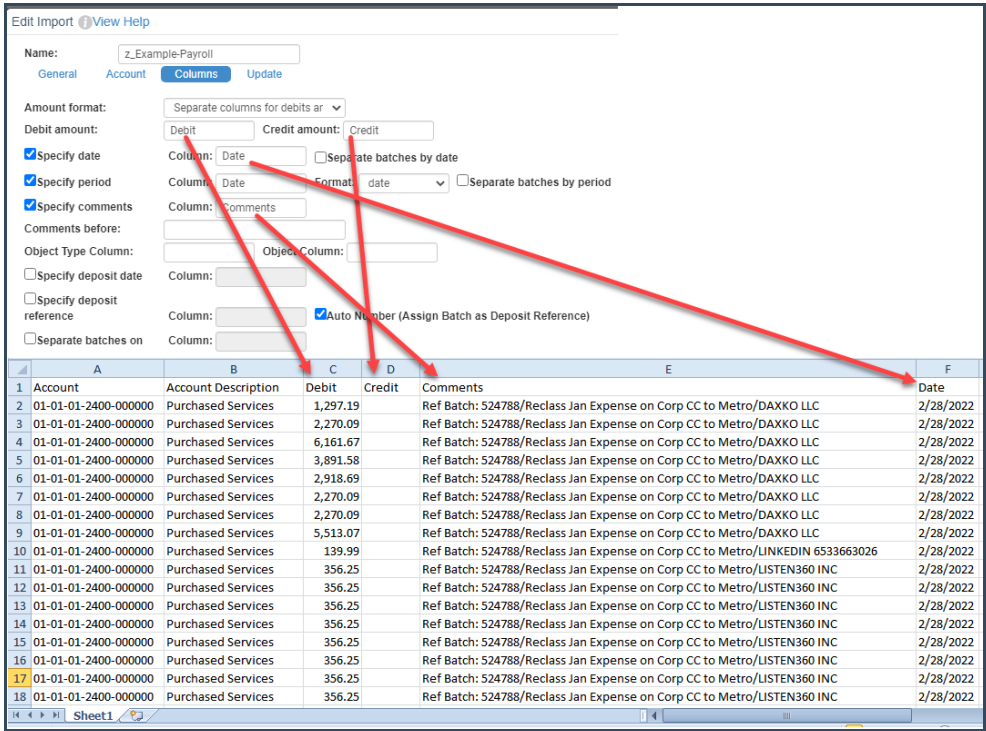 Edit Import View Help
Name: z_Example-Payroll
General Account Columns Update
Amount format: Separate columns for debits ar
Debit amount: Debit Credit amount: Credit
Specify date Column: Date Separate batches by date
Specify period Column: Date Format: date Separate batches by period
Specify comments Column: Comments
Comments before:
Object Type Column: Object Column:
Specify deposit date Column:
Specify deposit
reference Column: Auto Number (Assign Batch as Deposit Reference)
Separate batches on Column:
A B C D E F
1 Account Account Description Debit Credit Comments Date
2 01-01-01-2400-000000 Purchased Services 1,297.19 Ref Batch: 524788/Reclass Jan Expense on Corp CC to Metro/DAXKO LLC 2/28/2022
3 01-01-01-2400-000000 Purchased Services 2,270.09 Ref Batch: 524788/Reclass Jan Expense on Corp CC to Metro/DAXKO LLC 2/28/2022
4 01-01-01-2400-000000 Purchased Services 6,161.67 Ref Batch: 524788/Reclass Jan Expense on Corp CC to Metro/DAXKO LLC 2/28/2022
5 01-01-01-2400-000000 Purchased Services 3,891.58 Ref Batch: 524788/Reclass Jan Expense on Corp CC to Metro/DAXKO LLC 2/28/2022
6 01-01-01-2400-000000 Purchased Services 2,918.69 Ref Batch: 524788/Reclass Jan Expense on Corp CC to Metro/DAXKO LLC 2/28/2022
7 01-01-01-2400-000000 Purchased Services 2,270.09 Ref Batch: 524788/Reclass Jan Expense on Corp CC to Metro/DAXKO LLC 2/28/2022
8 01-01-01-2400-000000 Purchased Services 2,270.09 Ref Batch: 524788/Reclass Jan Expense on Corp CC to Metro/DAXKO LLC 2/28/2022
9 01-01-01-2400-000000 Purchased Services 5,513.07 Ref Batch: 524788/Reclass Jan Expense on Corp CC to Metro/DAXKO LLC 2/28/2022
10 01-01-01-2400-000000 Purchased Services 139.99 Ref Batch: 524788/Reclass Jan Expense on Corp CC to Metro/LINKEDIN 6533663026 2/28/2022
11 01-01-01-2400-000000 Purchased Services 356.25 Ref Batch: 524788/Reclass Jan Expense on Corp CC to Metro/LISTEN360 INC 2/28/2022
12 01-01-01-2400-000000 Purchased Services 356.25 Ref Batch: 524788/Reclass Jan Expense on Corp CC to Metro/LISTEN360 INC 2/28/2022
13 01-01-01-2400-000000 Purchased Services 356.25 Ref Batch: 524788/Reclass Jan Expense on Corp CC to Metro/LISTEN360 INC 2/28/2022
14 01-01-01-2400-000000 Purchased Services 356.25 Ref Batch: 524788/Reclass Jan Expense on Corp CC to Metro/LISTEN360 INC 2/28/2022
15 01-01-01-2400-000000 Purchased Services 356.25 Ref Batch: 524788/Reclass Jan Expense on Corp CC to Metro/LISTEN360 INC 2/28/2022
16 01-01-01-2400-000000 Purchased Services 356.25 Ref Batch: 524788/Reclass Jan Expense on Corp CC to Metro/LISTEN360 INC 2/28/2022
17 01-01-01-2400-000000 Purchased Services 356.25 Ref Batch: 524788/Reclass Jan Expense on Corp CC to Metro/LISTEN360 INC 2/28/2022
18 01-01-01-2400-000000 Purchased Services 356.25 Ref Batch: 524788/Reclass Jan Expense on Corp CC to Metro/LISTEN360 INC 2/28/2022
Sheet1